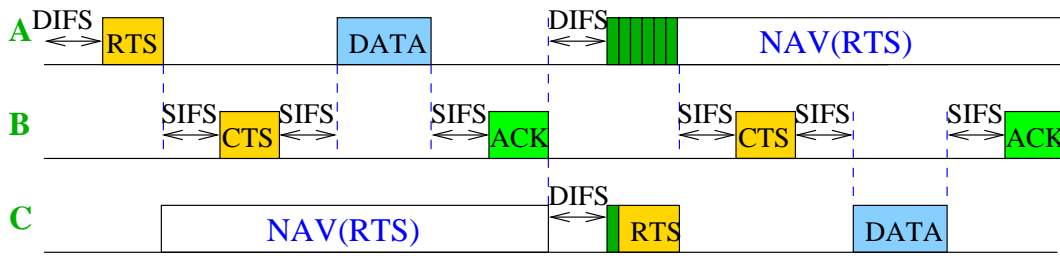 DIFS DIFS
A RTS DATA NAV(RTS)
SIFS SIFS SIFS SIFS SIFS SIFS
B CTS ACK CTS ACK
DIFS
C NAV(RTS) RTS DATA